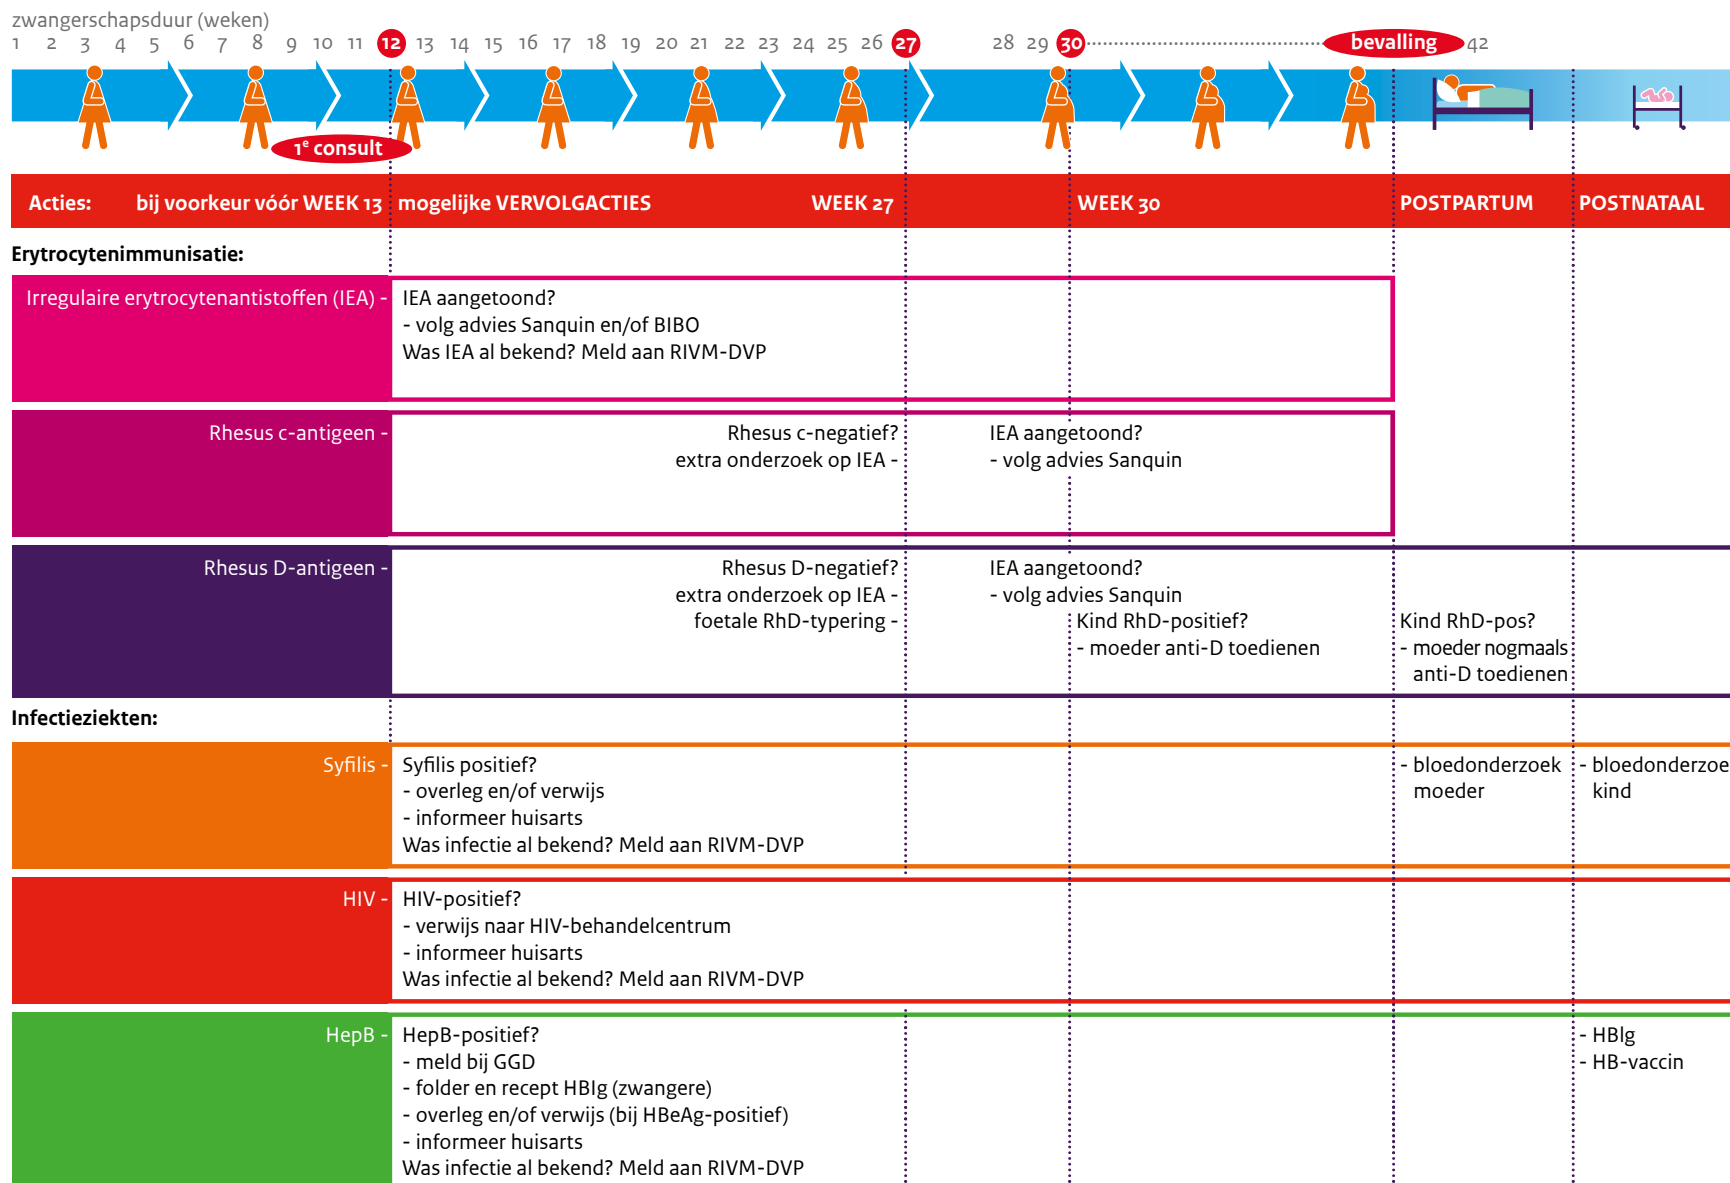 zwangerschapsduur (weken)
1 2 3 4 5 6 7 8 9 10 11 12 13 14 15 16 17 18 19 20 21 22 23 24 25 26 27 28 29 30 bevalling 42
1e consult
Acties: bij voorkeur vóór WEEK 13 mogelijke VERVOLGACTIES WEEK 27 WEEK 30 POSTPARTUM POSTNATAAL
Erytrocytenimmunisatie:
Irregulaire erytrocytenantistoffen (IEA) -
IEA aangetoond?
- volg advies Sanquin en/of BIBO
Was IEA al bekend? Meld aan RIVM-DVP
Rhesus c-antigeen -
Rhesus c-negatief?
extra onderzoek op IEA -
IEA aangetoond?
- volg advies Sanquin
Rhesus D-antigeen -
Rhesus D-negatief?
extra onderzoek op IEA -
foetale RhD-typering -
IEA aangetoond?
- volg advies Sanquin
Kind RhD-positief?
- moeder anti-D toedienen
Kind RhD-pos?
- moeder nogmaals
anti-D toedienen
Infectieziekten:
Syfilis -
Syfilis positief?
- overleg en/of verwijs
- informeer huisarts
Was infectie al bekend? Meld aan RIVM-DVP
- bloedonderzoek
moeder
- bloedonderzoe
kind
HIV -
HIV-positief?
- verwijs naar HIV-behandelcentrum
- informeer huisarts
Was infectie al bekend? Meld aan RIVM-DVP
HepB -
HepB-positief?
- meld bij GGD
- folder en recept HBIg (zwangere)
- overleg en/of verwijs (bij HBeAg-positief)
- informeer huisarts
Was infectie al bekend? Meld aan RIVM-DVP
- HBIg
- HB-vaccin